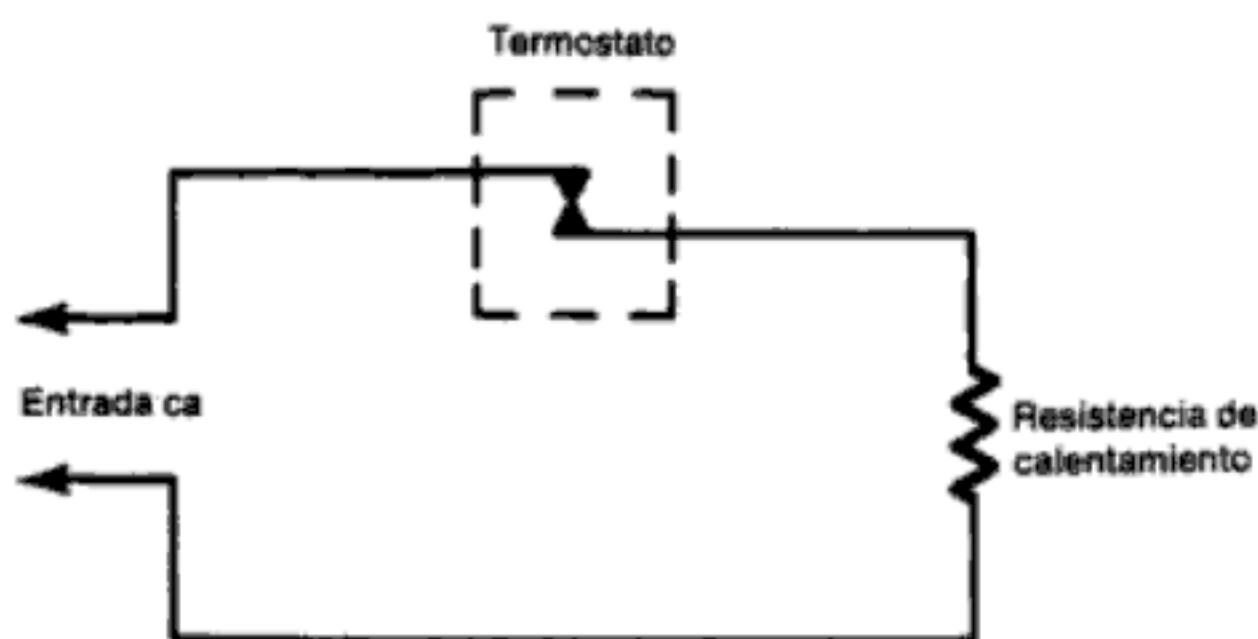 Termostato
Entrada ca
Resistencia de
calentamiento